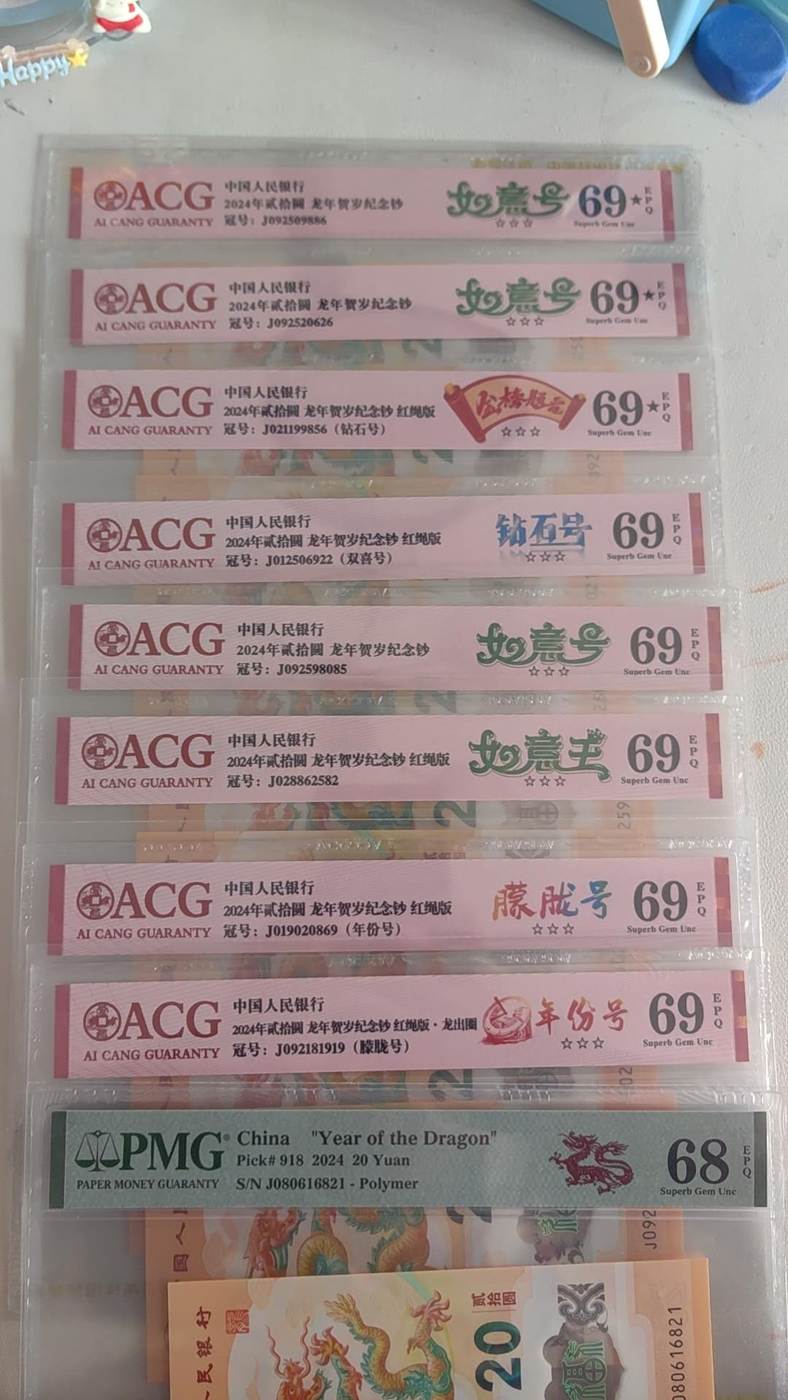 Happy
ACG
AI CANG GUARANTY
中国人民银行
2024年贰拾圆 龙年贺岁纪念钞
冠号：J092509886
如意号
☆☆☆
69★
EPQ
Superb Gem Unc
ACG
AI CANG GUARANTY
中国人民银行
2024年贰拾圆 龙年贺岁纪念钞
冠号：J092520626
如意号
☆☆☆
69★
EPQ
Superb Gem Unc
ACG
AI CANG GUARANTY
中国人民银行
2024年贰拾圆 龙年贺岁纪念钞 红绳版
冠号：J021199856（钻石号）
金榜题名
☆☆☆
69★
EPQ
Superb Gem Unc
ACG
AI CANG GUARANTY
中国人民银行
2024年贰拾圆 龙年贺岁纪念钞 红绳版
冠号：J012506922（双喜号）
钻石号
☆☆☆
69
EPQ
Superb Gem Unc
ACG
AI CANG GUARANTY
中国人民银行
2024年贰拾圆 龙年贺岁纪念钞
冠号：J092598085
如意号
☆☆☆
69
EPQ
Superb Gem Unc
ACG
AI CANG GUARANTY
中国人民银行
2024年贰拾圆 龙年贺岁纪念钞 红绳版
冠号：J028862582
如意王
☆☆☆
69
EPQ
Superb Gem Unc
ACG
AI CANG GUARANTY
中国人民银行
2024年贰拾圆 龙年贺岁纪念钞 红绳版
冠号：J019020869（年份号）
朦胧号
☆☆☆
69
EPQ
Superb Gem Unc
ACG
AI CANG GUARANTY
中国人民银行
2024年贰拾圆 龙年贺岁纪念钞 红绳版·龙出圈
冠号：J092181919（朦胧号）
年份号
☆☆☆
69
EPQ
Superb Gem Unc
PMG®
PAPER MONEY GUARANTY
China "Year of the Dragon"
Pick# 918 2024 20 Yuan
S/N J080616821 - Polymer
68
EPQ
Superb Gem Unc
国人
J092
民银行
贰拾圆
20
080616821